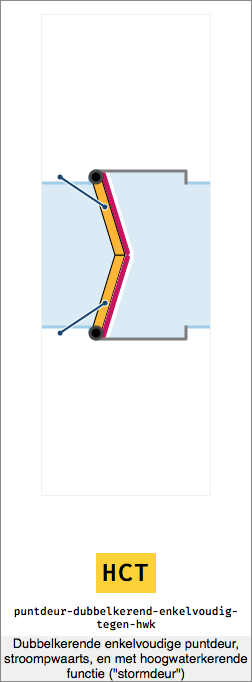 HCT
puntdeur-dubbelkerend-enkelvoudig-
tegen-hwk
Dubbelkerende enkelvoudige puntdeur,
stroompwaarts, en met hoogwaterkerende
functie ("stormdeur")